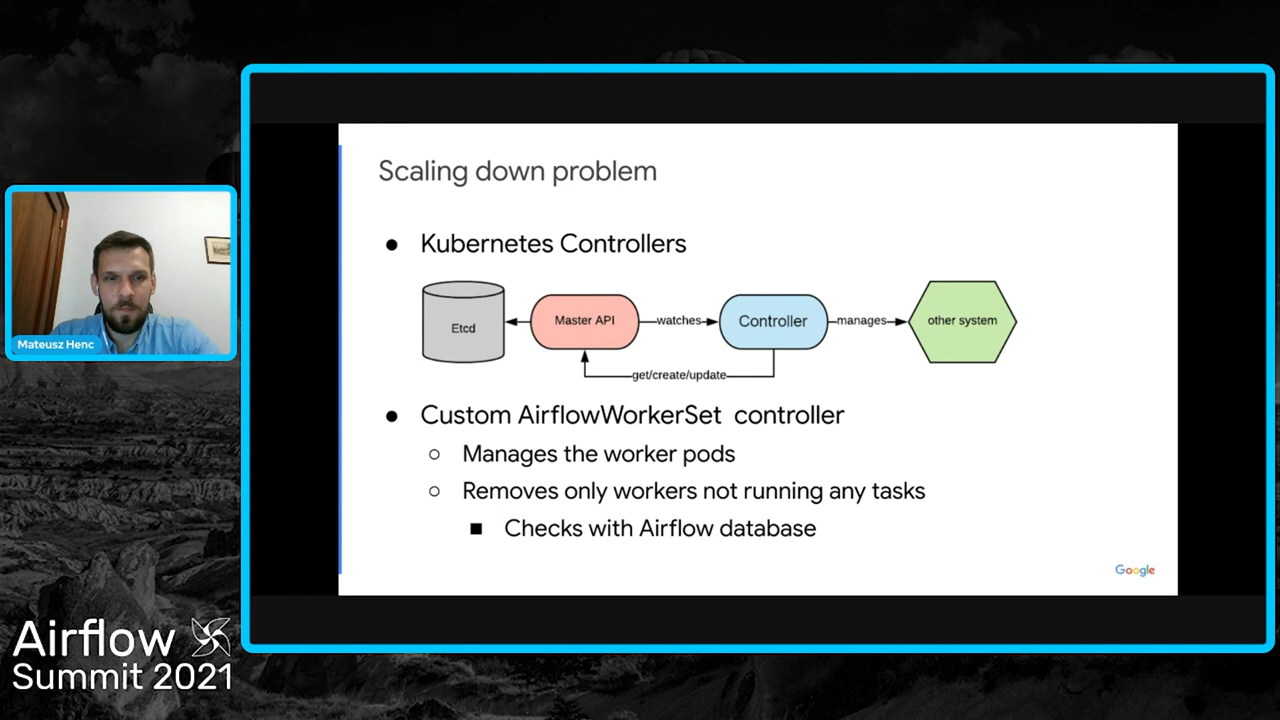 Scaling down problem
● Kubernetes Controllers
Etcd
Master API
watches
Controller
manages
other system
get/create/update
● Custom AirflowWorkerSet controller
○ Manages the worker pods
○ Removes only workers not running any tasks
■ Checks with Airflow database
Google
Mateusz Henc
Airflow
Summit 2021